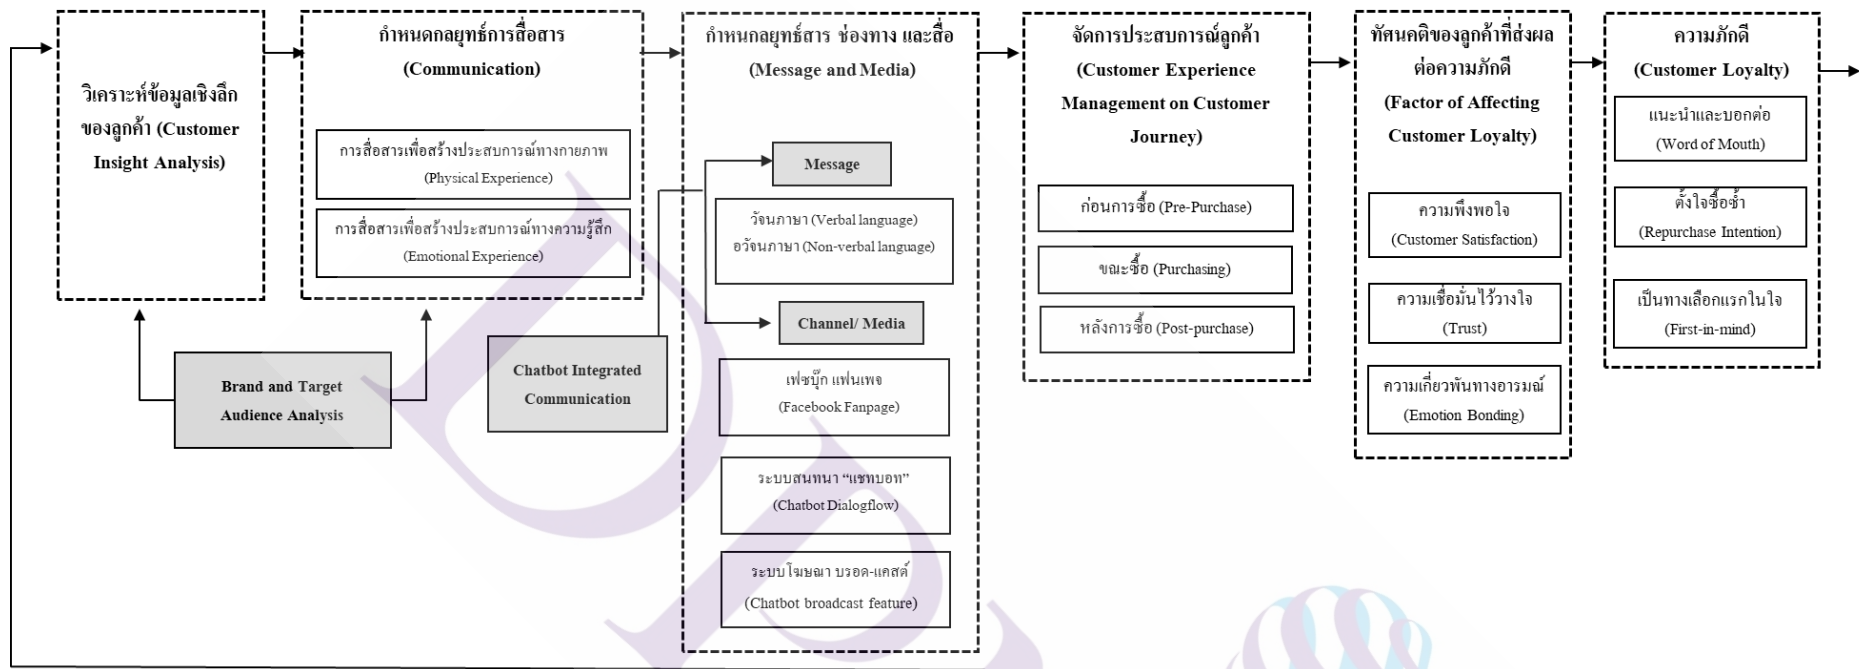 วิเคราะห์ข้อมูลเชิงลึก
ของลูกค้า (Customer
Insight Analysis)
กำหนดกลยุทธ์การสื่อสาร
(Communication)
การสื่อสารเพื่อสร้างประสบการณ์ทางกายภาพ
(Physical Experience)
การสื่อสารเพื่อสร้างประสบการณ์ทางความรู้สึก
(Emotional Experience)
Brand and Target
Audience Analysis
Chatbot Integrated
Communication
กำหนกลยุทธ์สาร ช่องทาง และสื่อ
(Message and Media)
Message
วัจนภาษา (Verbal language)
อวัจนภาษา (Non-verbal language)
Channel/ Media
เฟซบุ๊ก แฟนเพจ
(Facebook Fanpage)
ระบบสนทนา “แชทบอท”
(Chatbot Dialogflow)
ระบบโฆษณา บรอด-แคสต์
(Chatbot broadcast feature)
จัดการประสบการณ์ลูกค้า
(Customer Experience
Management on Customer
Journey)
ก่อนการซื้อ (Pre-Purchase)
ขณะซื้อ (Purchasing)
หลังการซื้อ (Post-purchase)
ทัศนคติของลูกค้าที่ส่งผล
ต่อความภักดี
(Factor of Affecting
Customer Loyalty)
ความพึงพอใจ
(Customer Satisfaction)
ความเชื่อมั่นไว้วางใจ
(Trust)
ความเกี่ยวพันทางอารมณ์
(Emotion Bonding)
ความภักดี
(Customer Loyalty)
แนะนำและบอกต่อ
(Word of Mouth)
ตั้งใจซื้อซ้ำ
(Repurchase Intention)
เป็นทางเลือกแรกในใจ
(First-in-mind)